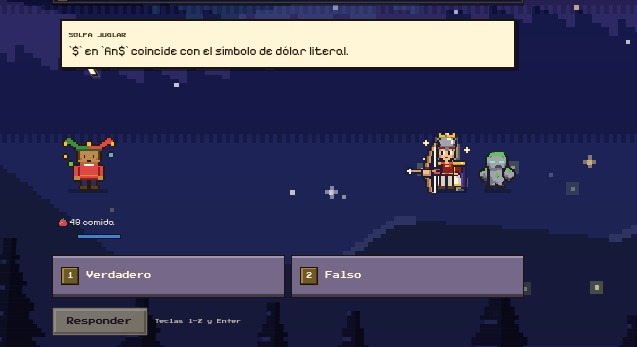 SOLFA JUGLAR
`$` en `fin$` coincide con el símbolo de dólar literal.
48 comida
1 Verdadero
2 Falso
Responder
Teclas 1-2 y Enter